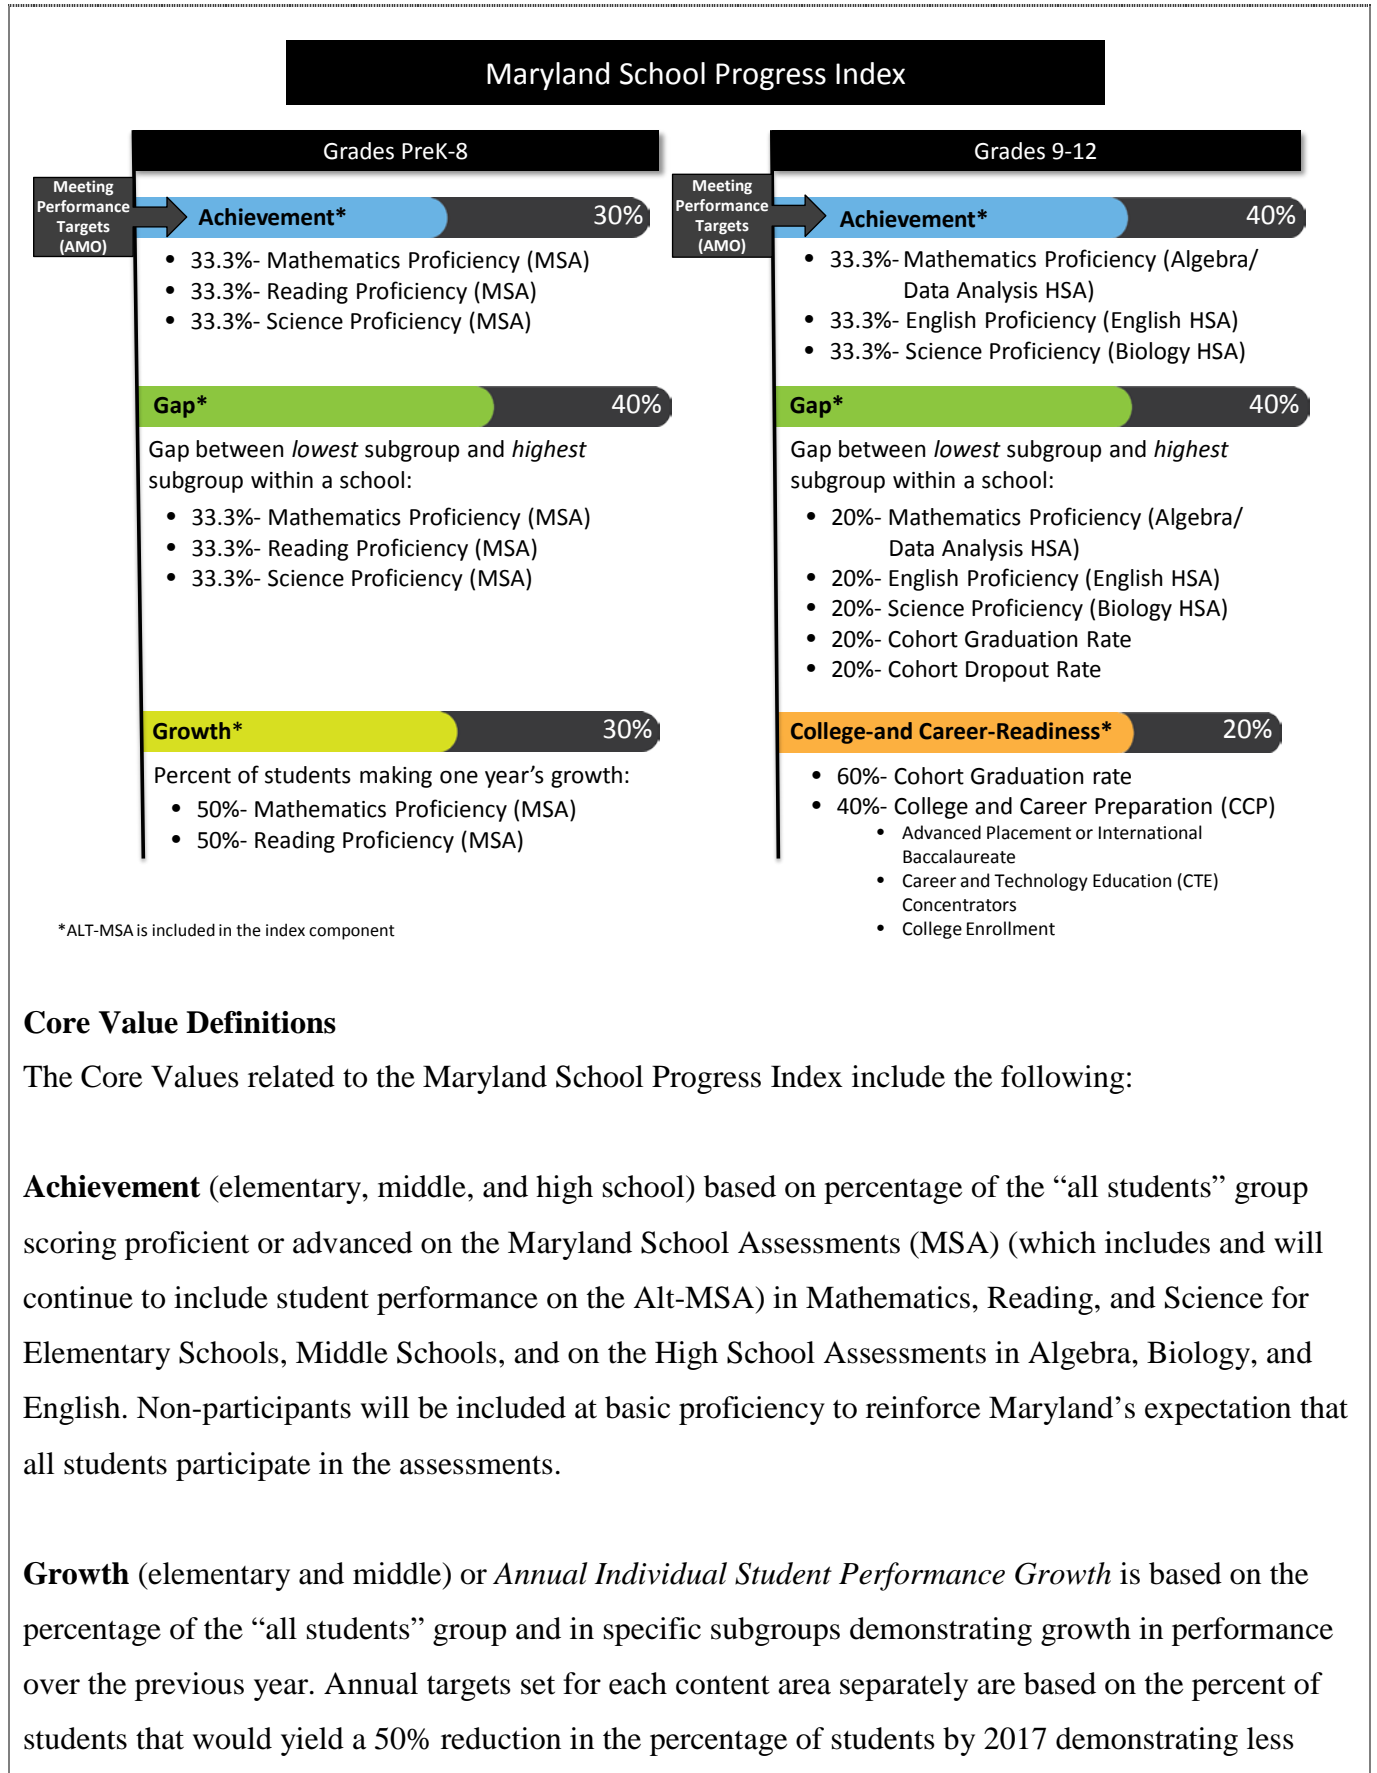 Maryland School Progress Index
Grades PreK-8
Meeting
Performance
Targets
(AMO)
Achievement* 30%
• 33.3%- Mathematics Proficiency (MSA)
• 33.3%- Reading Proficiency (MSA)
• 33.3%- Science Proficiency (MSA)
Gap* 40%
Gap between lowest subgroup and highest
subgroup within a school:
• 33.3%- Mathematics Proficiency (MSA)
• 33.3%- Reading Proficiency (MSA)
• 33.3%- Science Proficiency (MSA)
Growth* 30%
Percent of students making one year’s growth:
• 50%- Mathematics Proficiency (MSA)
• 50%- Reading Proficiency (MSA)
*ALT-MSA is included in the index component
Grades 9-12
Meeting
Performance
Targets
(AMO)
Achievement* 40%
• 33.3%- Mathematics Proficiency (Algebra/
Data Analysis HSA)
• 33.3%- English Proficiency (English HSA)
• 33.3%- Science Proficiency (Biology HSA)
Gap* 40%
Gap between lowest subgroup and highest
subgroup within a school:
• 20%- Mathematics Proficiency (Algebra/
Data Analysis HSA)
• 20%- English Proficiency (English HSA)
• 20%- Science Proficiency (Biology HSA)
• 20%- Cohort Graduation Rate
• 20%- Cohort Dropout Rate
College-and Career-Readiness* 20%
• 60%- Cohort Graduation rate
• 40%- College and Career Preparation (CCP)
• Advanced Placement or International
Baccalaureate
• Career and Technology Education (CTE)
Concentrators
• College Enrollment
Core Value Definitions
The Core Values related to the Maryland School Progress Index include the following:
Achievement (elementary, middle, and high school) based on percentage of the “all students” group
scoring proficient or advanced on the Maryland School Assessments (MSA) (which includes and will
continue to include student performance on the Alt-MSA) in Mathematics, Reading, and Science for
Elementary Schools, Middle Schools, and on the High School Assessments in Algebra, Biology, and
English. Non-participants will be included at basic proficiency to reinforce Maryland’s expectation that
all students participate in the assessments.
Growth (elementary and middle) or Annual Individual Student Performance Growth is based on the
percentage of the “all students” group and in specific subgroups demonstrating growth in performance
over the previous year. Annual targets set for each content area separately are based on the percent of
students that would yield a 50% reduction in the percentage of students by 2017 demonstrating less